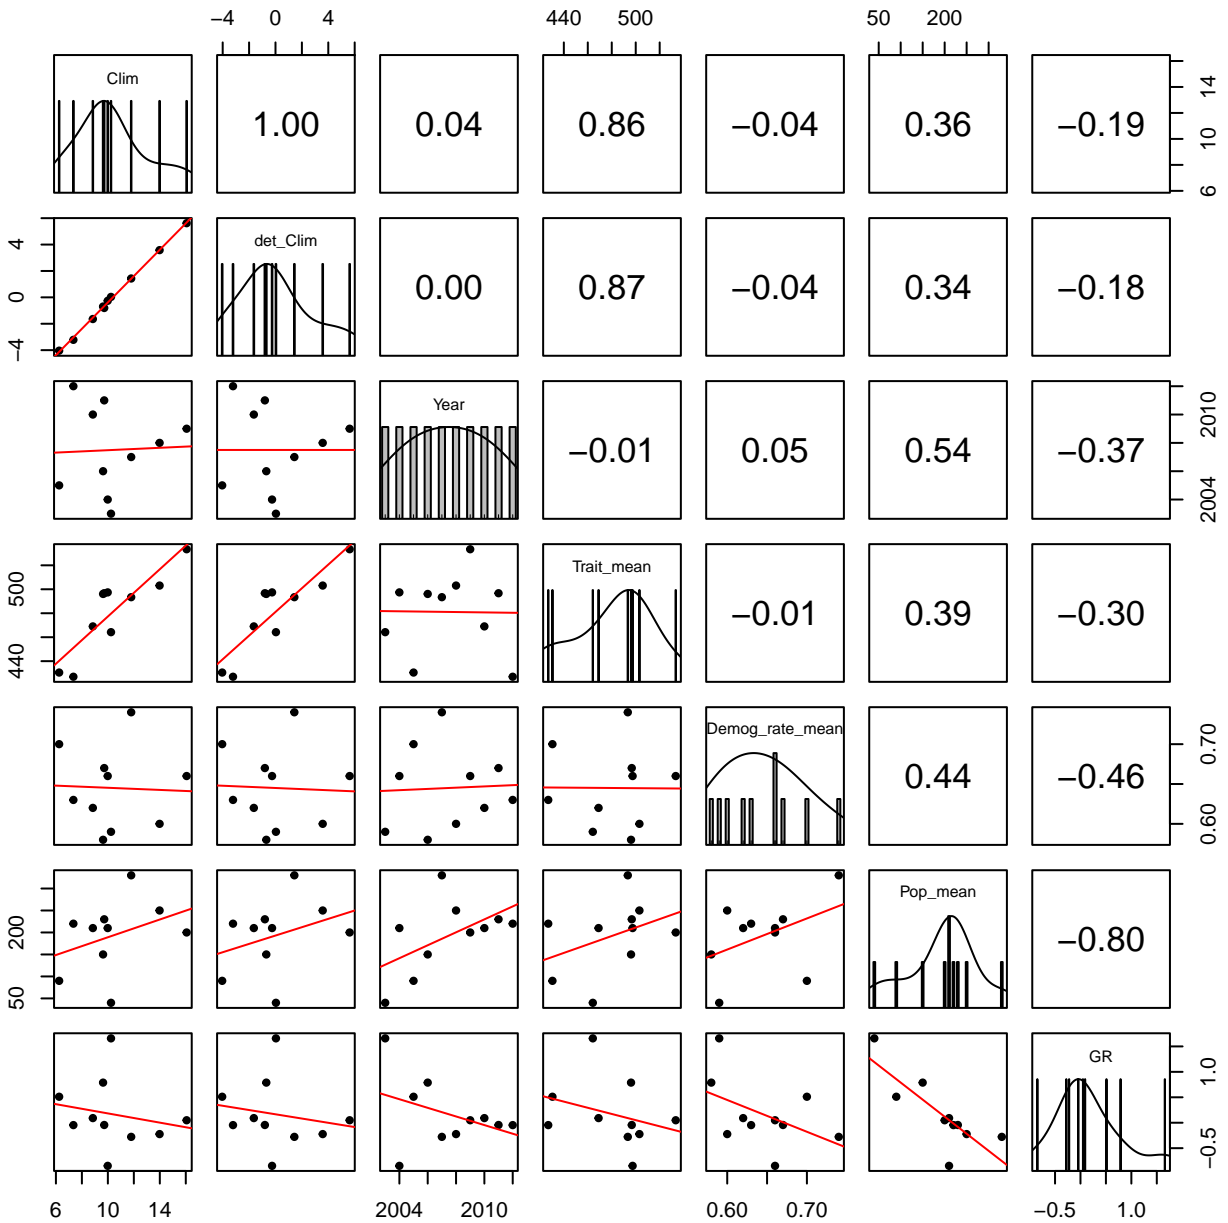 −4 0 4 440 500 50 200
Clim 1.00 0.04 0.86 −0.04 0.36 −0.19 6 10 14
−4 0 4 det_Clim 0.00 0.87 −0.04 0.34 −0.18
Year −0.01 0.05 0.54 −0.37 2004 2010
440 500 Trait_mean −0.01 0.39 −0.30
Demog_rate_mean 0.44 −0.46 0.60 0.70
50 200 Pop_mean −0.80
GR −0.5 1.0
6 10 14 2004 2010 0.60 0.70 −0.5 1.0